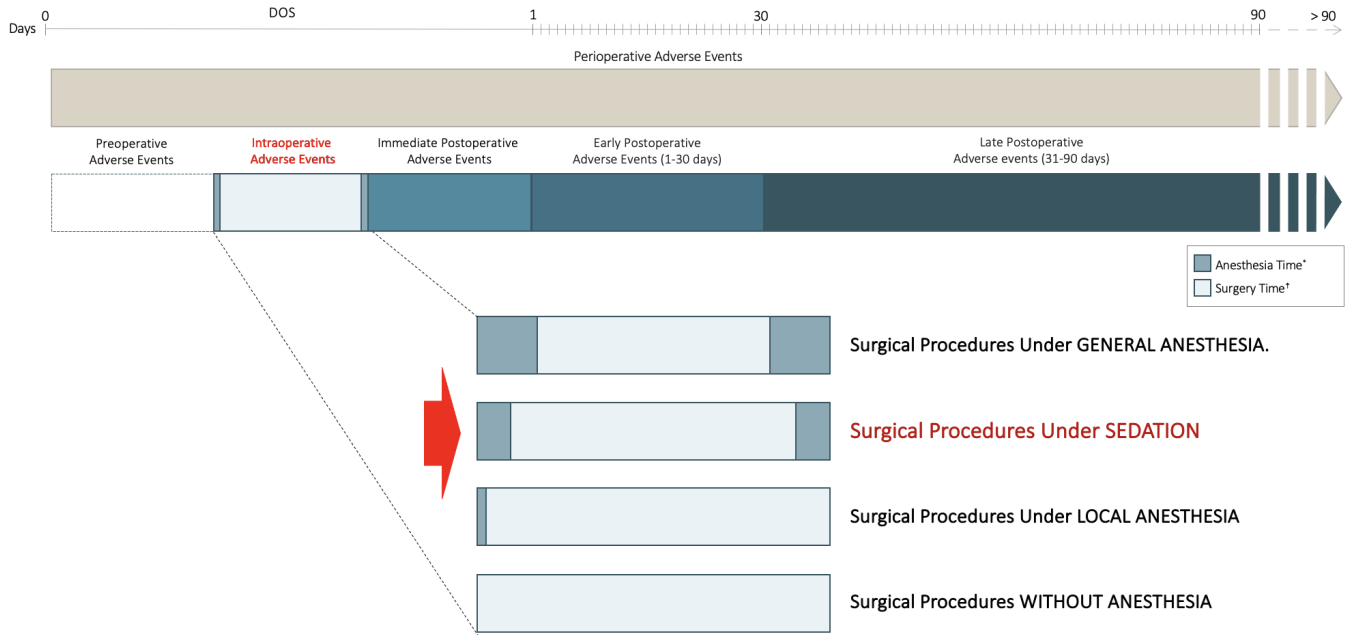 0
DOS
1
30
90
> 90
Days
Perioperative Adverse Events
Preoperative
Adverse Events
Intraoperative
Adverse Events
Immediate Postoperative
Adverse Events
Early Postoperative
Adverse Events (1-30 days)
Late Postoperative
Adverse events (31-90 days)
Anesthesia Time*
Surgery Time†
Surgical Procedures Under GENERAL ANESTHESIA.
Surgical Procedures Under SEDATION
Surgical Procedures Under LOCAL ANESTHESIA
Surgical Procedures WITHOUT ANESTHESIA